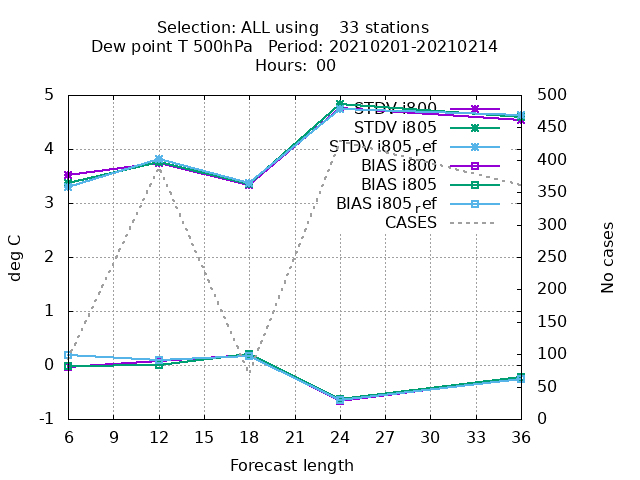 Selection: ALL using    33 stations
Dew point T 500hPa   Period: 20210201-20210214
Hours:  00
5
4
3
2
1
0
-1
deg C
500
450
400
350
300
250
200
150
100
50
0
No cases
STDV i800
STDV i805
STDV i805_ref
BIAS i800
BIAS i805
BIAS i805_ref
CASES
6 9 12 15 18 21 24 27 30 33 36
Forecast length